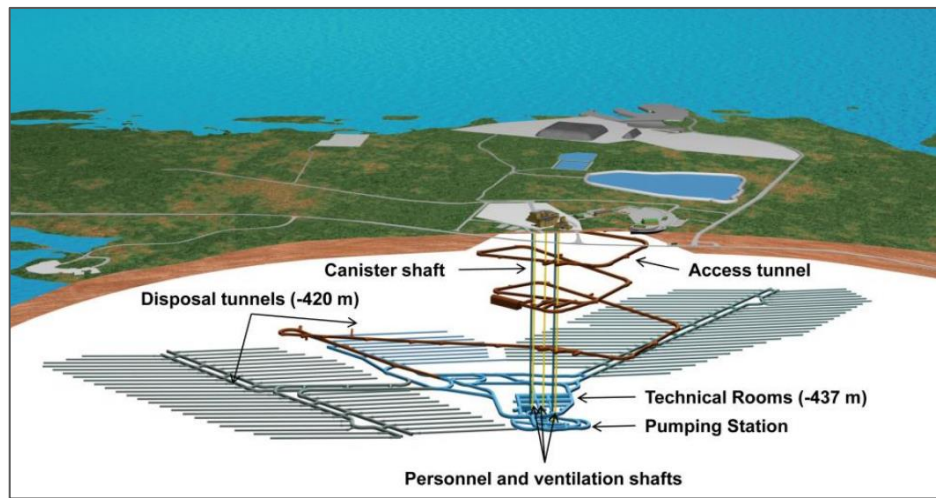 Canister shaft
Access tunnel
Disposal tunnels (-420 m)
Technical Rooms (-437 m)
Pumping Station
Personnel and ventilation shafts